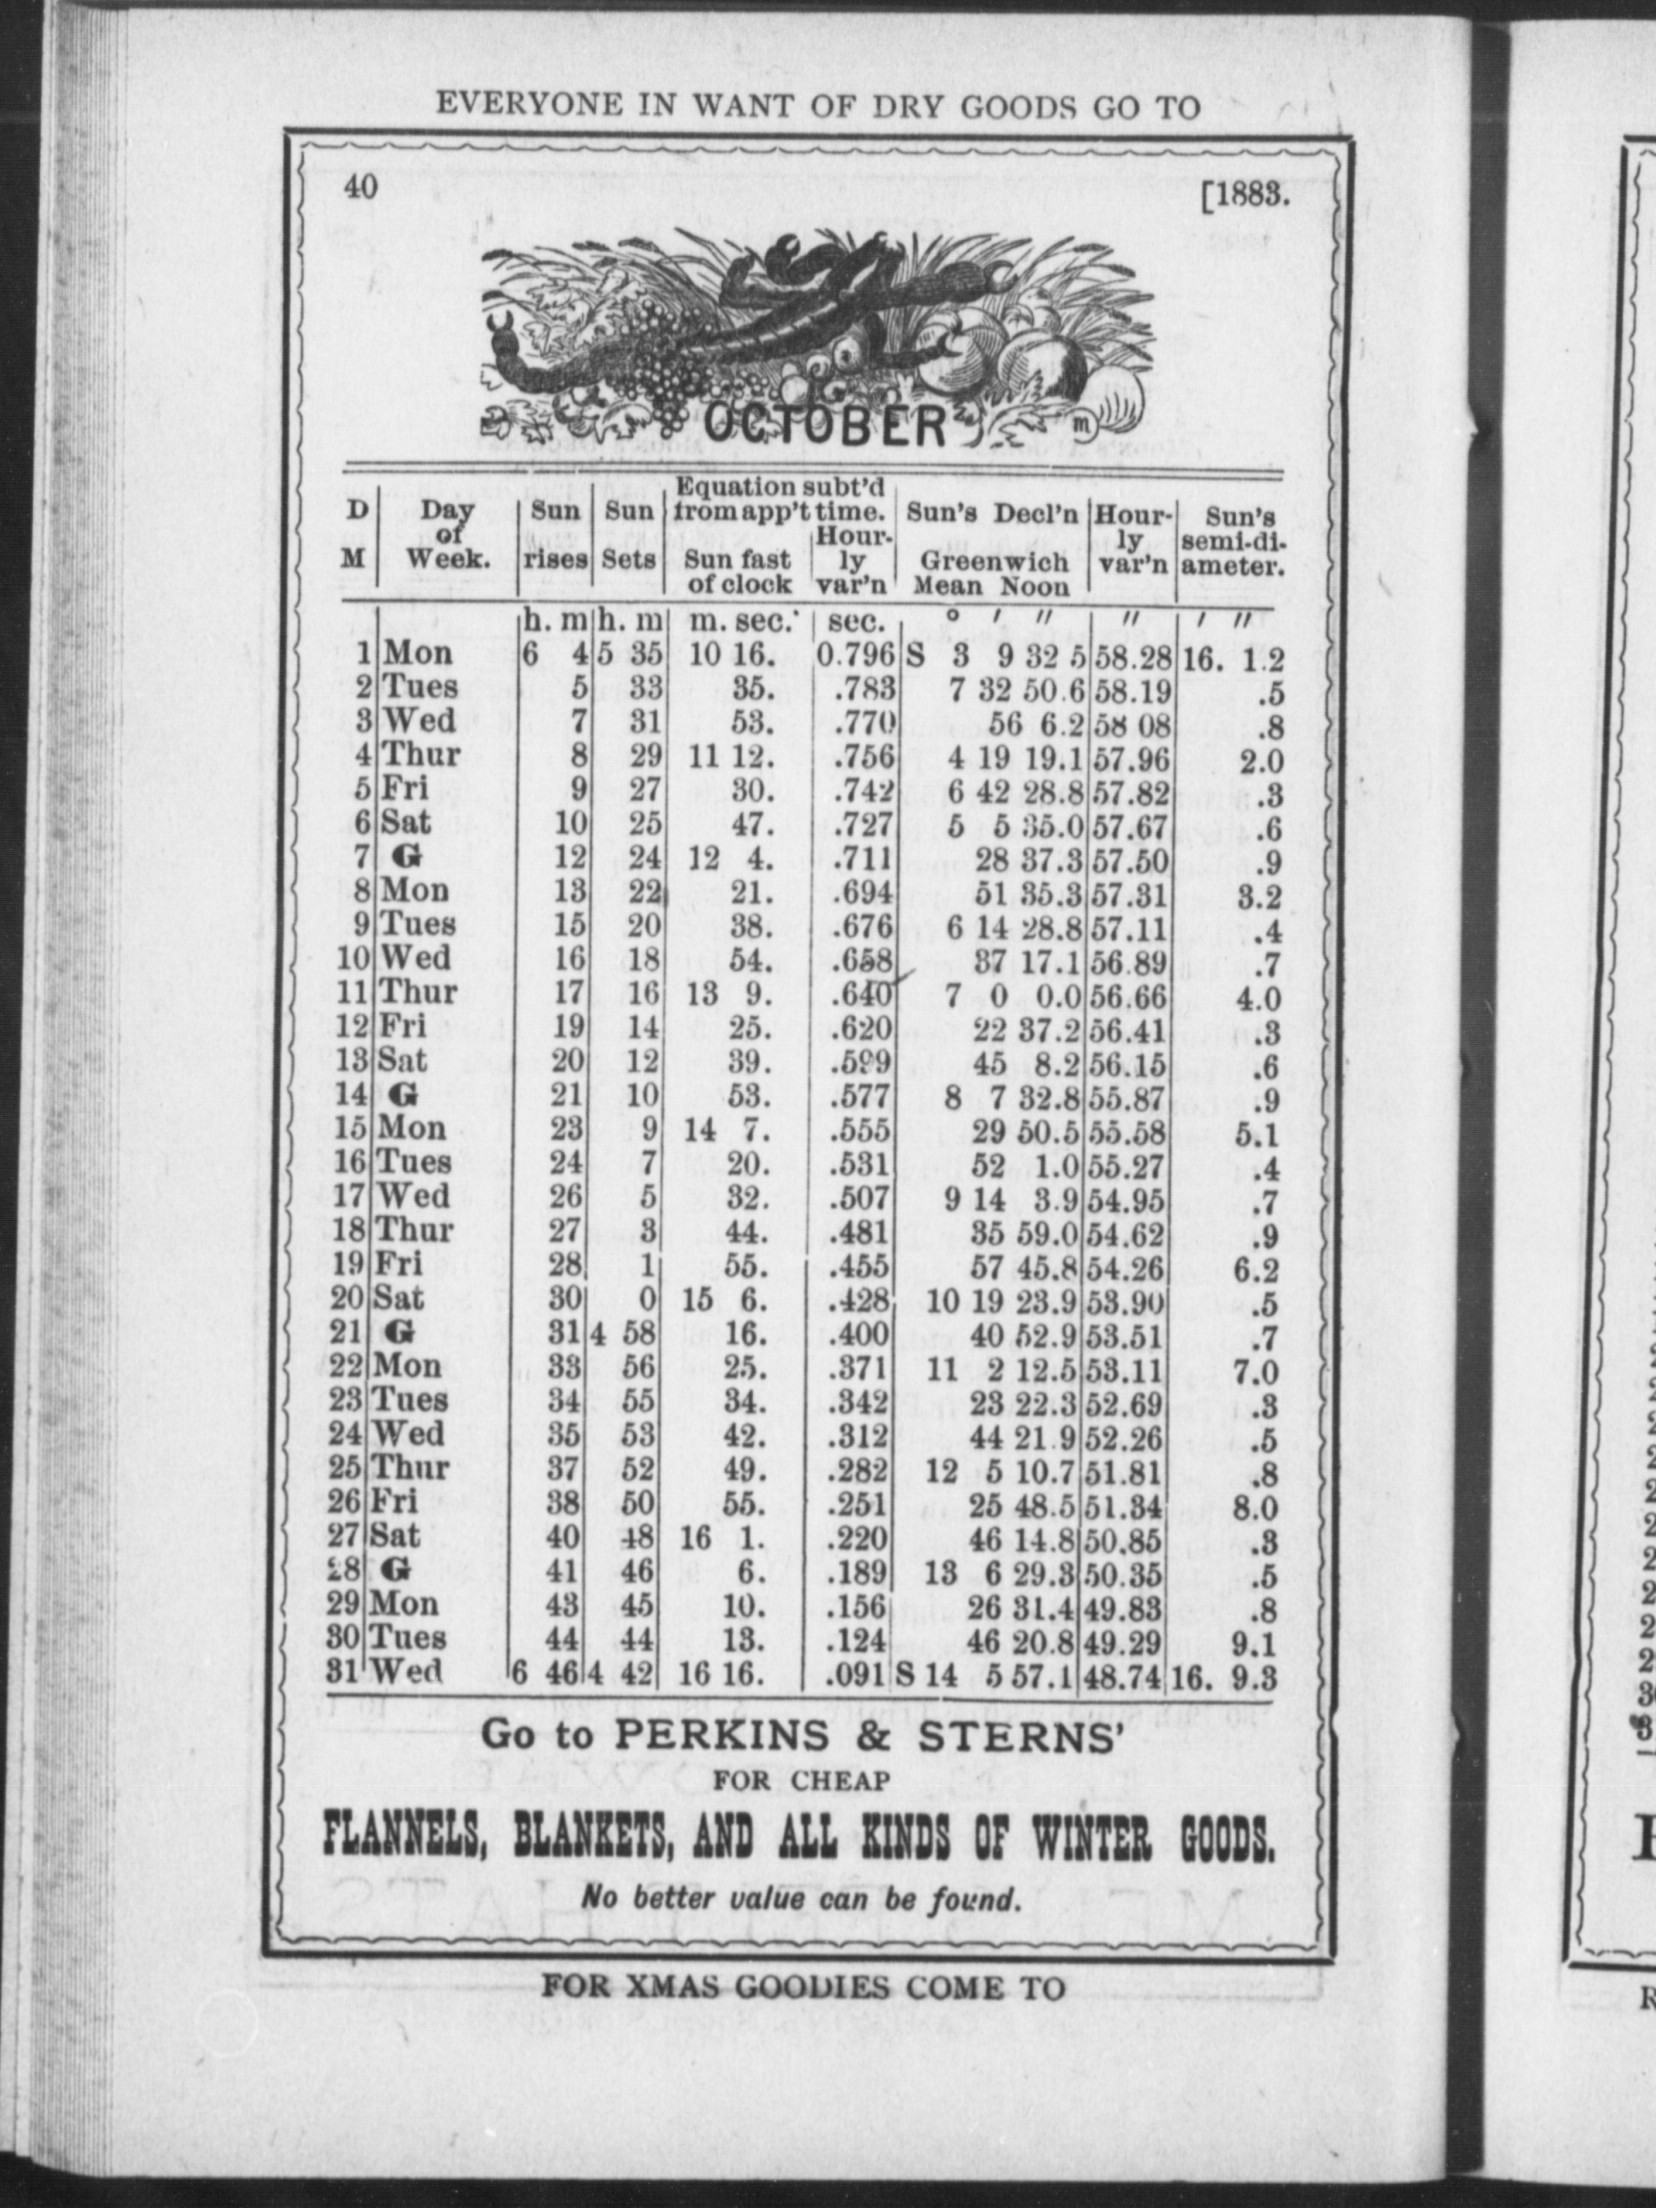 EVERYONE IN WANT OF DRY GOODS GO TO
40 [1883.
OCTOBER m
D M Day of Week. Sun rises Sun Sets Equation subt'd from app't time. Sun fast of clock Hour-ly var'n Sun's Decl'n Greenwich Mean Noon Hour-ly var'n Sun's semi-di-ameter.
h. m h. m m. sec. sec. ° ′ ″ ″ ′ ″
1 Mon 6 4 5 35 10 16. 0.796 S 3 9 32 5 58.28 16. 1.2
2 Tues 5 33 35. .783 7 32 50.6 58.19 .5
3 Wed 7 31 53. .770 56 6.2 58 08 .8
4 Thur 8 29 11 12. .756 4 19 19.1 57.96 2.0
5 Fri 9 27 30. .742 6 42 28.8 57.82 .3
6 Sat 10 25 47. .727 5 5 35.0 57.67 .6
7 G 12 24 12 4. .711 28 37.3 57.50 .9
8 Mon 13 22 21. .694 51 35.3 57.31 3.2
9 Tues 15 20 38. .676 6 14 28.8 57.11 .4
10 Wed 16 18 54. .658 37 17.1 56.89 .7
11 Thur 17 16 13 9. .640 7 0 0.0 56.66 4.0
12 Fri 19 14 25. .620 22 37.2 56.41 .3
13 Sat 20 12 39. .599 45 8.2 56.15 .6
14 G 21 10 53. .577 8 7 32.8 55.87 .9
15 Mon 23 9 14 7. .555 29 50.5 55.58 5.1
16 Tues 24 7 20. .531 52 1.0 55.27 .4
17 Wed 26 5 32. .507 9 14 3.9 54.95 .7
18 Thur 27 3 44. .481 35 59.0 54.62 .9
19 Fri 28 1 55. .455 57 45.8 54.26 6.2
20 Sat 30 0 15 6. .428 10 19 23.9 53.90 .5
21 G 31 4 58 16. .400 40 52.9 53.51 .7
22 Mon 33 56 25. .371 11 2 12.5 53.11 7.0
23 Tues 34 55 34. .342 23 22.3 52.69 .3
24 Wed 35 53 42. .312 44 21.9 52.26 .5
25 Thur 37 52 49. .282 12 5 10.7 51.81 .8
26 Fri 38 50 55. .251 25 48.5 51.34 8.0
27 Sat 40 48 16 1. .220 46 14.8 50.85 .3
28 G 41 46 6. .189 13 6 29.3 50.35 .5
29 Mon 43 45 10. .156 26 31.4 49.83 .8
30 Tues 44 44 13. .124 46 20.8 49.29 9.1
31 Wed 6 46 4 42 16 16. .091 S 14 5 57.1 48.74 16. 9.3
Go to PERKINS & STERNS'
FOR CHEAP
FLANNELS, BLANKETS, AND ALL KINDS OF WINTER GOODS.
No better value can be found.
FOR XMAS GOODIES COME TO